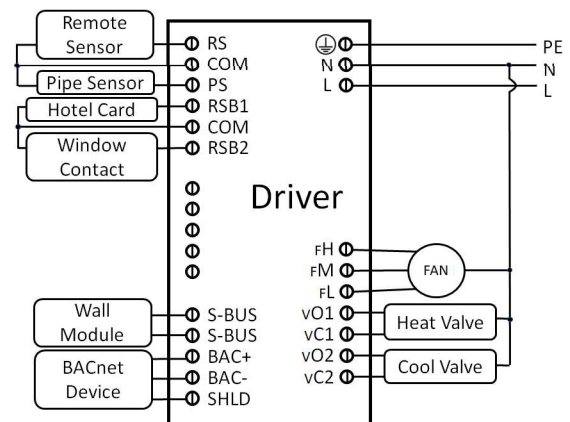 Remote
Sensor
RS
COM
Pipe Sensor
PS
Hotel Card
RSB1
COM
Window
Contact
RSB2
Driver
N
L
PE
N
L
FH
FM
FL
FAN
VO1
VC1
Heat Valve
VO2
VC2
Cool Valve
Wall
Module
S-BUS
S-BUS
BACnet
Device
BAC+
BAC-
SHLD